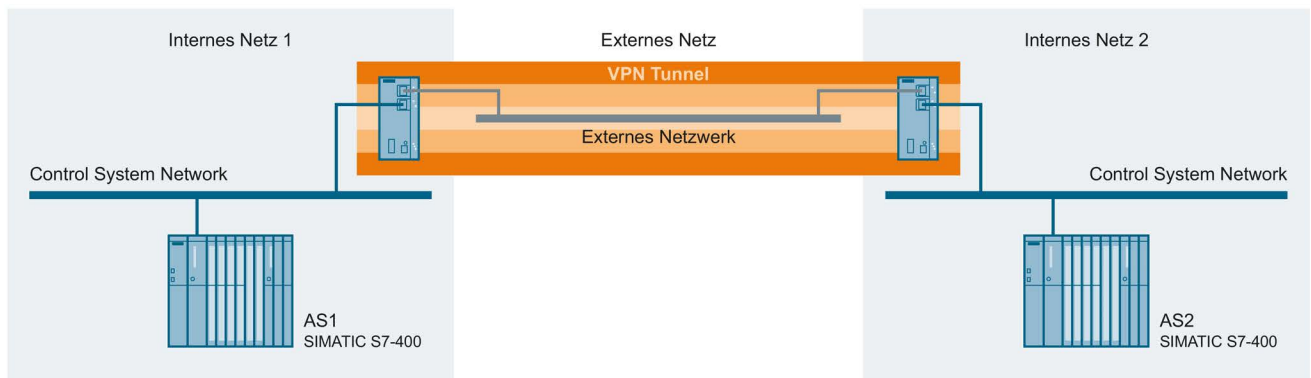 Internes Netz 1
Externes Netz
Internes Netz 2
VPN Tunnel
Externes Netzwerk
Control System Network
Control System Network
AS1
SIMATIC S7-400
AS2
SIMATIC S7-400